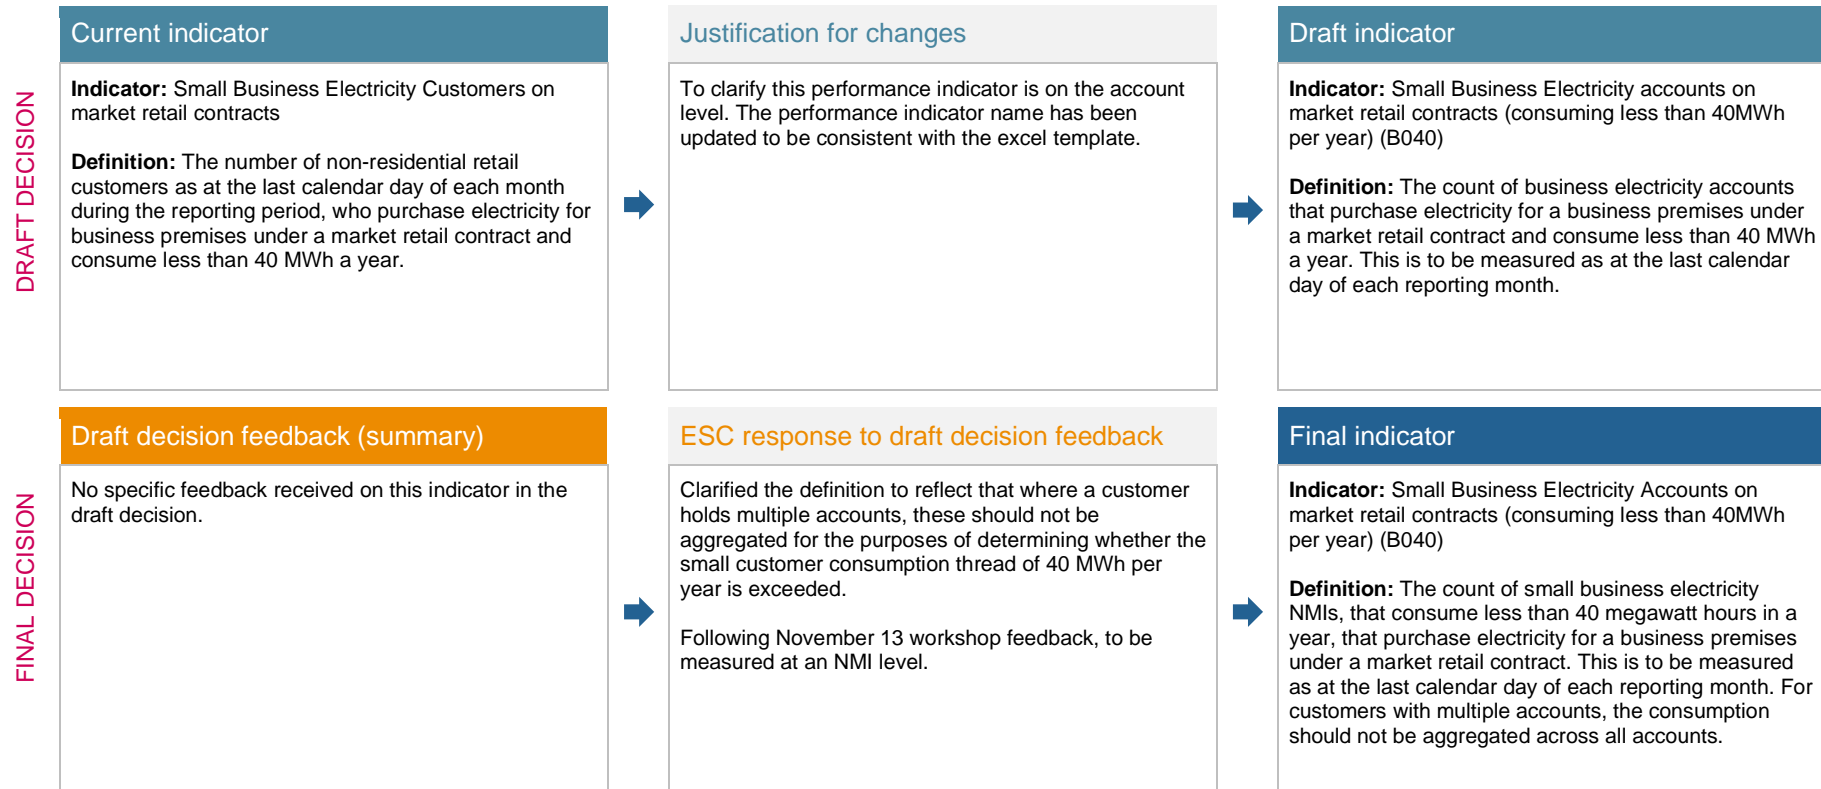 DRAFT DECISION
Current indicator
Indicator: Small Business Electricity Customers on
market retail contracts
Definition: The number of non-residential retail
customers as at the last calendar day of each month
during the reporting period, who purchase electricity for
business premises under a market retail contract and
consume less than 40 MWh a year.
Justification for changes
To clarify this performance indicator is on the account
level. The performance indicator name has been
updated to be consistent with the excel template.
Draft indicator
Indicator: Small Business Electricity accounts on
market retail contracts (consuming less than 40MWh
per year) (B040)
Definition: The count of business electricity accounts
that purchase electricity for a business premises under
a market retail contract and consume less than 40 MWh
a year. This is to be measured as at the last calendar
day of each reporting month.
FINAL DECISION
Draft decision feedback (summary)
No specific feedback received on this indicator in the
draft decision.
ESC response to draft decision feedback
Clarified the definition to reflect that where a customer
holds multiple accounts, these should not be
aggregated for the purposes of determining whether the
small customer consumption thread of 40 MWh per
year is exceeded.
Following November 13 workshop feedback, to be
measured at an NMI level.
Final indicator
Indicator: Small Business Electricity Accounts on
market retail contracts (consuming less than 40MWh
per year) (B040)
Definition: The count of small business electricity
NMIs, that consume less than 40 megawatt hours in a
year, that purchase electricity for a business premises
under a market retail contract. This is to be measured
as at the last calendar day of each reporting month. For
customers with multiple accounts, the consumption
should not be aggregated across all accounts.